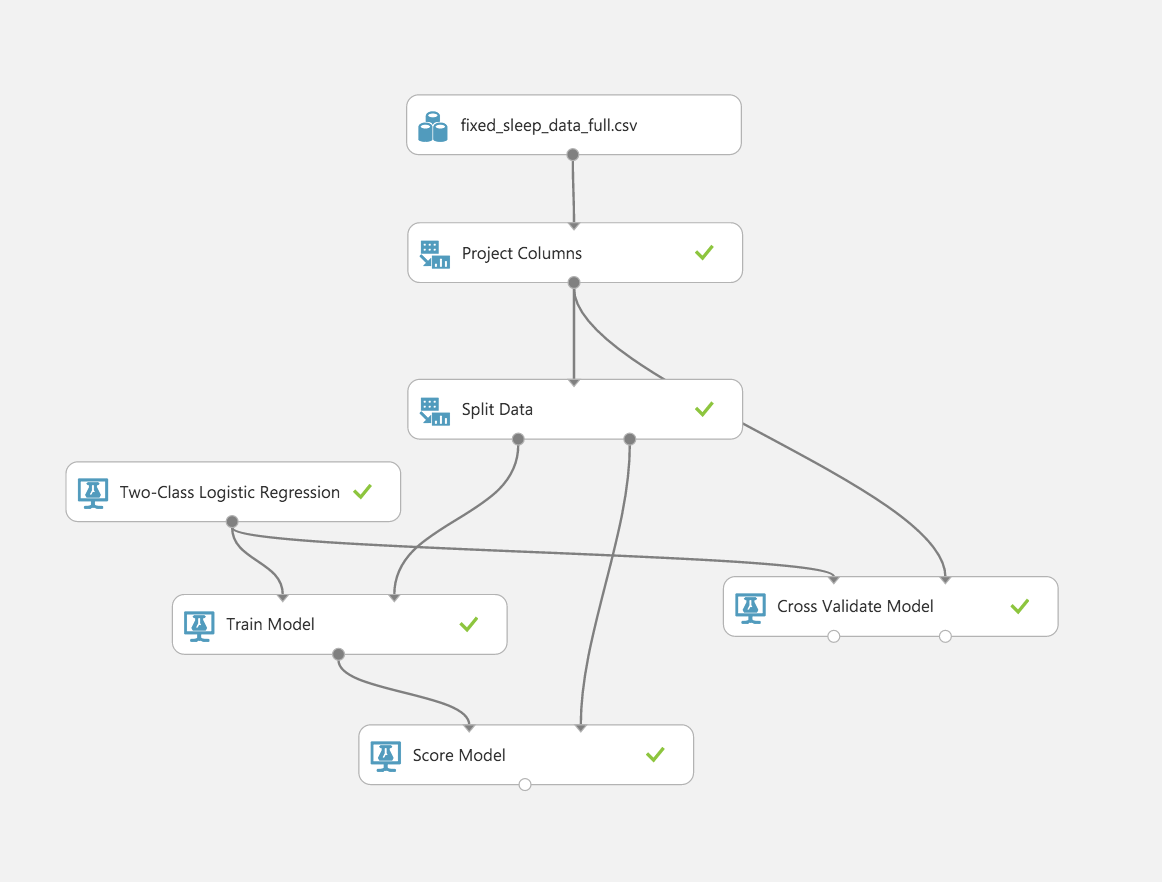 fixed_sleep_data_full.csv
Project Columns
Split Data
Two-Class Logistic Regression
Train Model
Cross Validate Model
Score Model